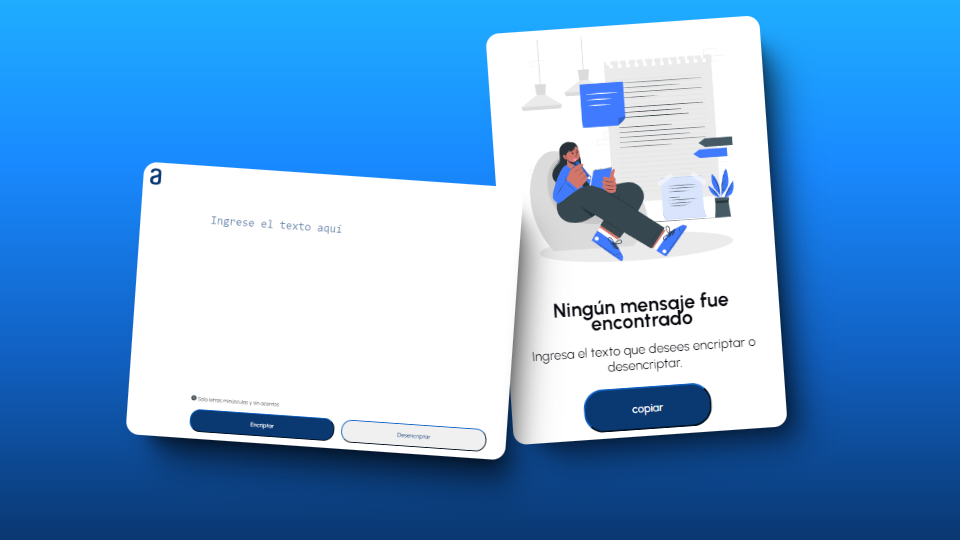 a
Ingrese el texto aquí
Solo letras minúsculas y sin acentos
Encriptar
Desencriptar
Ningún mensaje fue
encontrado
Ingresa el texto que desees encriptar o
desencriptar.
copiar